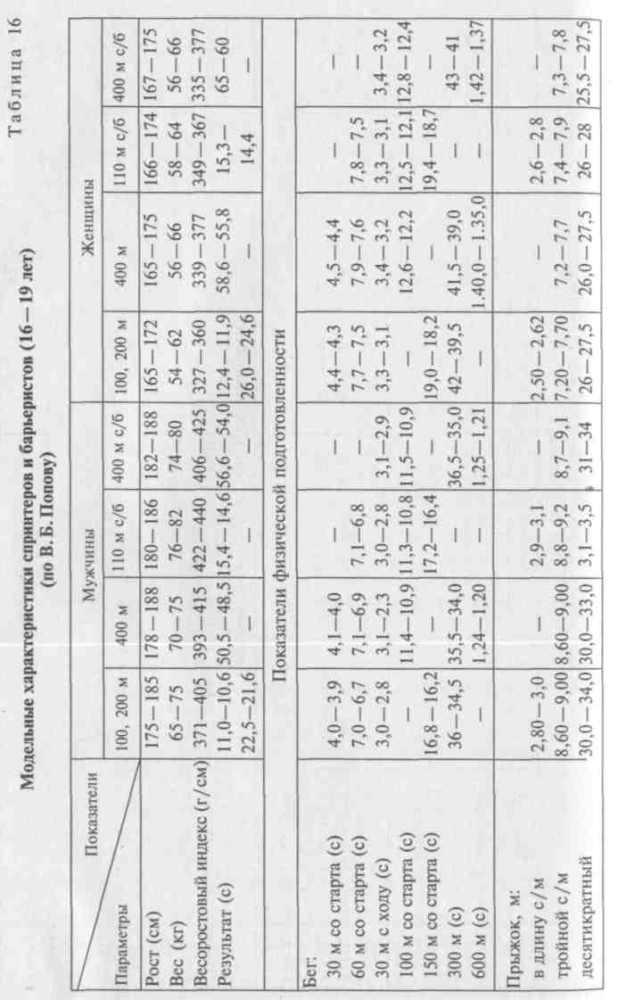 Таблица 16
Модельные характеристики спринтеров и барьеристов (16—19 лет)
(по В. Б. Попову)
Показатели Мужчины Женщины
Параметры 100, 200 м 400 м 110 м с/б 400 м с/б 100, 200 м 400 м 110 м с/б 400 м с/б
Рост (см) 175—185 178—188 180—186 182—188 165—172 165—175 166—174 167—175
Вес (кг) 65—75 70—75 76—82 74—80 54—62 56—66 58—64 56—66
Весоростовый индекс (г/см) 371—405 393—415 422—440 406—425 327—360 339—377 349—367 335—377
Результат (с) 11,0—10,6 50,5—48,5 15,4—14,6 56,6—54,0 12,4—11,9 58,6—55,8 15,3— 65—60
22,5—21,6 — — — 26,0—24,6 — 14,4 —
Показатели физической подготовленности
Бег:
30 м со старта (с) 4,0—3,9 4,1—4,0 — — 4,4—4,3 4,5—4,4 — —
60 м со старта (с) 7,0—6,7 7,1—6,9 7,1—6,8 — 7,7—7,5 7,9—7,6 7,8—7,5 —
30 м с ходу (с) 3,0—2,8 3,1—2,3 3,0—2,8 3,1—2,9 3,3—3,1 3,4—3,2 3,3—3,1 3,4—3,2
100 м со старта (с) — 11,4—10,9 11,3—10,8 11,5—10,9 — 12,6—12,2 12,5—12,1 12,8—12,4
150 м со старта (с) 16,8—16,2 — 17,2—16,4 — 19,0—18,2 — 19,4—18,7 —
300 м (с) 36—34,5 35,5—34,0 — 36,5—35,0 42—39,5 41,5—39,0 — 43—41
600 м (с) — 1,24—1,20 — 1,25—1,21 — 1.40,0—1.35,0 — 1,42—1,37
Прыжок, м:
в длину с/м 2,80—3,0 — 2,9—3,1 — 2,50—2,62 — 2,6—2,8 —
тройной с/м 8,60—9,00 8,60—9,00 8,8—9,2 8,7—9,1 7,20—7,70 7,2—7,7 7,4—7,9 7,3—7,8
десятикратный 30,0—34,0 30,0—33,0 3,1—3,5 31—34 26—27,5 26,0—27,5 26—28 25,5—27,5